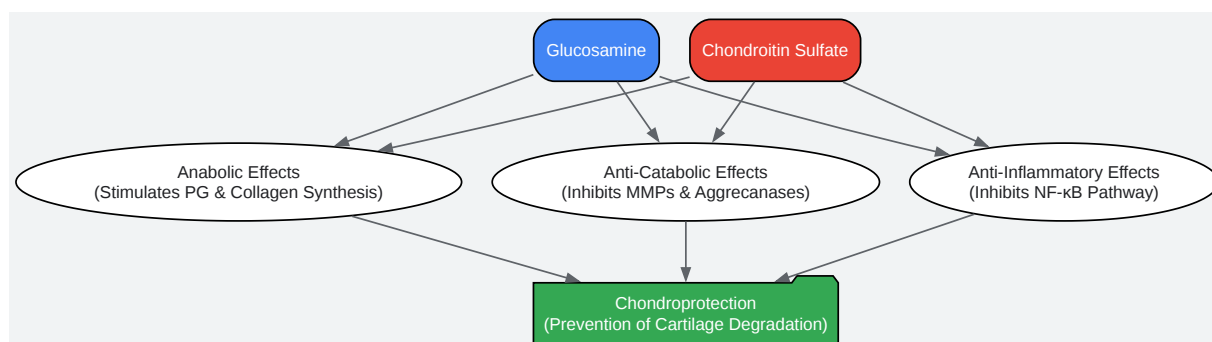 Glucosamine
Chondroitin Sulfate
Anabolic Effects
(Stimulates PG & Collagen Synthesis)
Anti-Catabolic Effects
(Inhibits MMPs & Aggrecanases)
Anti-Inflammatory Effects
(Inhibits NF-κB Pathway)
Chondroprotection
(Prevention of Cartilage Degradation)